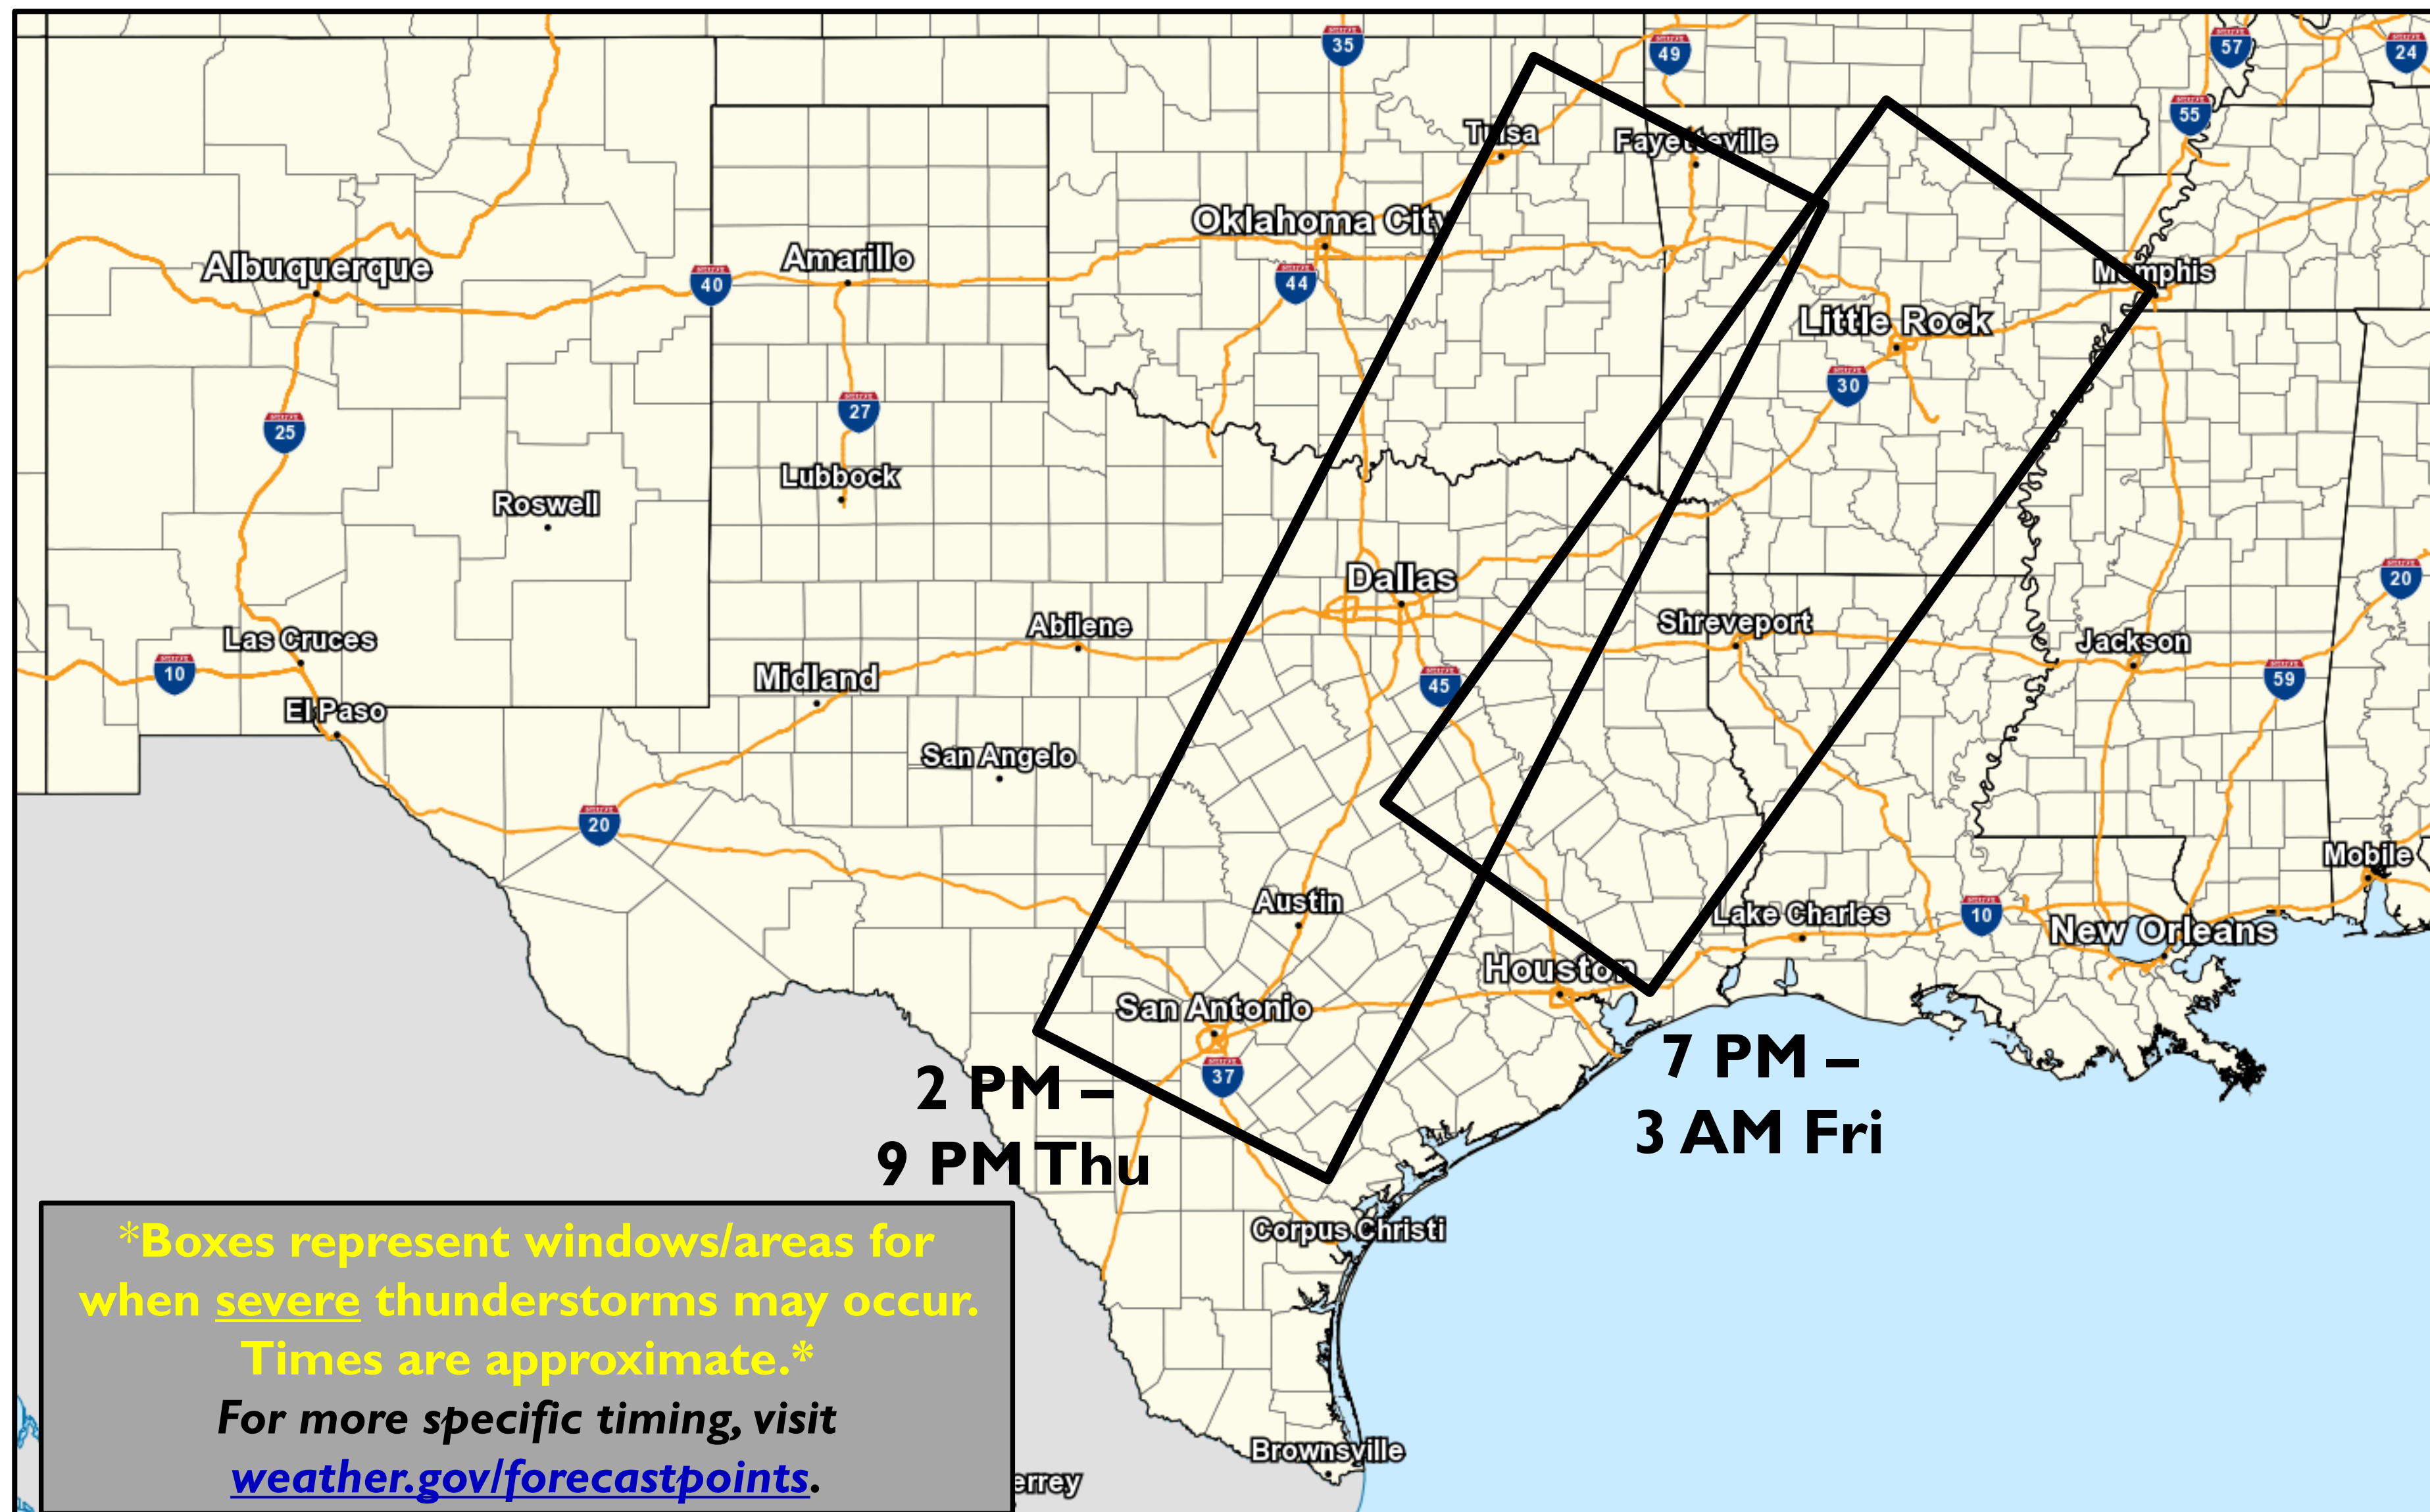 35
49
57
24
55
Tulsa
Fayetteville
Oklahoma City
Albuquerque
Amarillo
40
44
Memphis
Little Rock
30
27
25
Lubbock
Roswell
Dallas
20
Las Cruces
Abilene
Shreveport
Jackson
10
Midland
45
59
El Paso
San Angelo
20
Mobile
Austin
Lake Charles
10
New Orleans
Houston
San Antonio
37
2 PM –
9 PM Thu
7 PM –
3 AM Fri
Corpus Christi
Brownsville
errey
*Boxes represent windows/areas for
when severe thunderstorms may occur.
Times are approximate.*
For more specific timing, visit
weather.gov/forecastpoints.